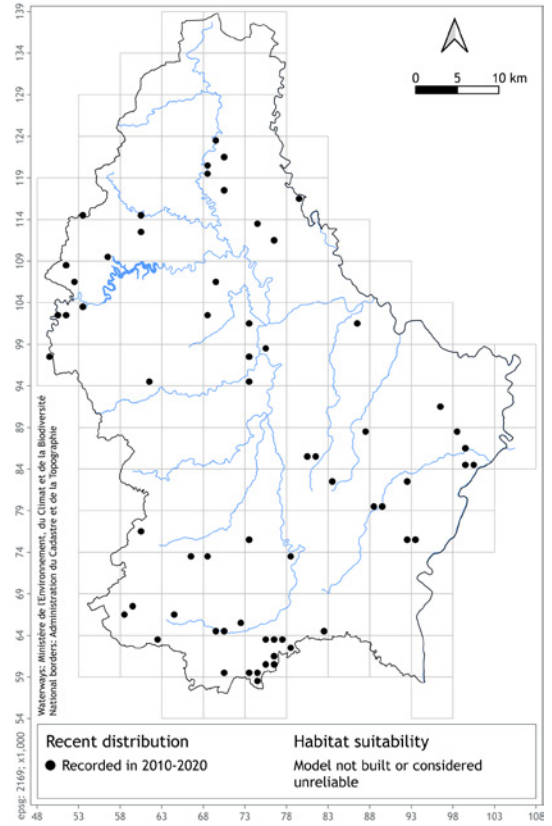 139
134
129
124
119
114
109
104
99
94
89
84
79
74
69
64
59
54
0 5 10 km
Waterways: Ministère de l'Environnement, du Climat et de la Biodiversité
National borders: Administration du Cadastre et de la Topographie
epsg: 2169; x1,000
Recent distribution
Recorded in 2010-2020
Habitat suitability
Model not built or considered
unreliable
48 53 58 63 68 73 78 83 88 93 98 103 108